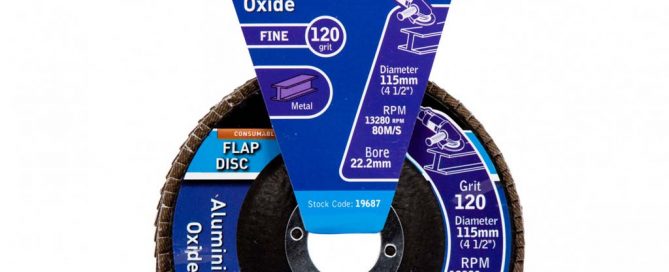 Oxide
FINE
120
grit
Metal
Diameter
115mm
(4 1/2")
RPM
13280 RPM
80M/S
Bore
22.2mm
Stock Code: 19687
CONSUMABL
FLAP
DISC
Alumini
Oxide
Grit
120
Diameter
115mm
(4 1/2")
RPM